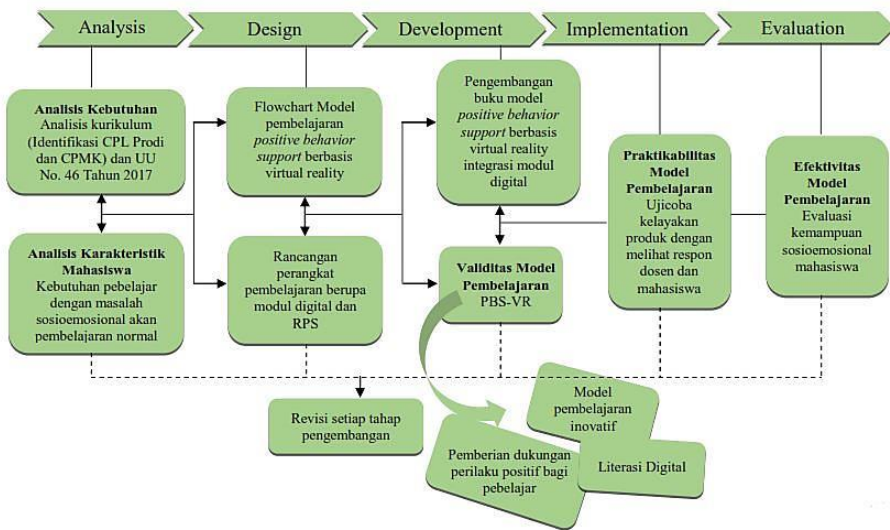 Analysis
Design
Development
Implementation
Evaluation
Analisis Kebutuhan
Analisis kurikulum
(Identifikasi CPL Prodi
dan CPMK) dan UU
No. 46 Tahun 2017
Analisis Karakteristik
Mahasiswa
Kebutuhan pebelajar
dengan masalah
sosioemosional akan
pembelajaran normal
Flowchart Model
pembelajaran
positive behavior
support berbasis
virtual reality
Rancangan
perangkat
pembelajaran berupa
modul digital dan
RPS
Pengembangan
buku model
positive behavior
support berbasis
virtual reality
integrasi modul
digital
Validitas Model
Pembelajaran
PBS-VR
Praktikabilitas
Model
Pembelajaran
Ujicoba
kelayakan
produk dengan
melihat respon
dosen dan
mahasiswa
Efektivitas
Model
Pembelajaran
Evaluasi
kemampuan
sosioemosional
mahasiswa
Revisi setiap tahap
pengembangan
Model
pembelajaran
inovatif
Pemberian dukungan
perilaku positif bagi
pebelajar
Literasi Digital